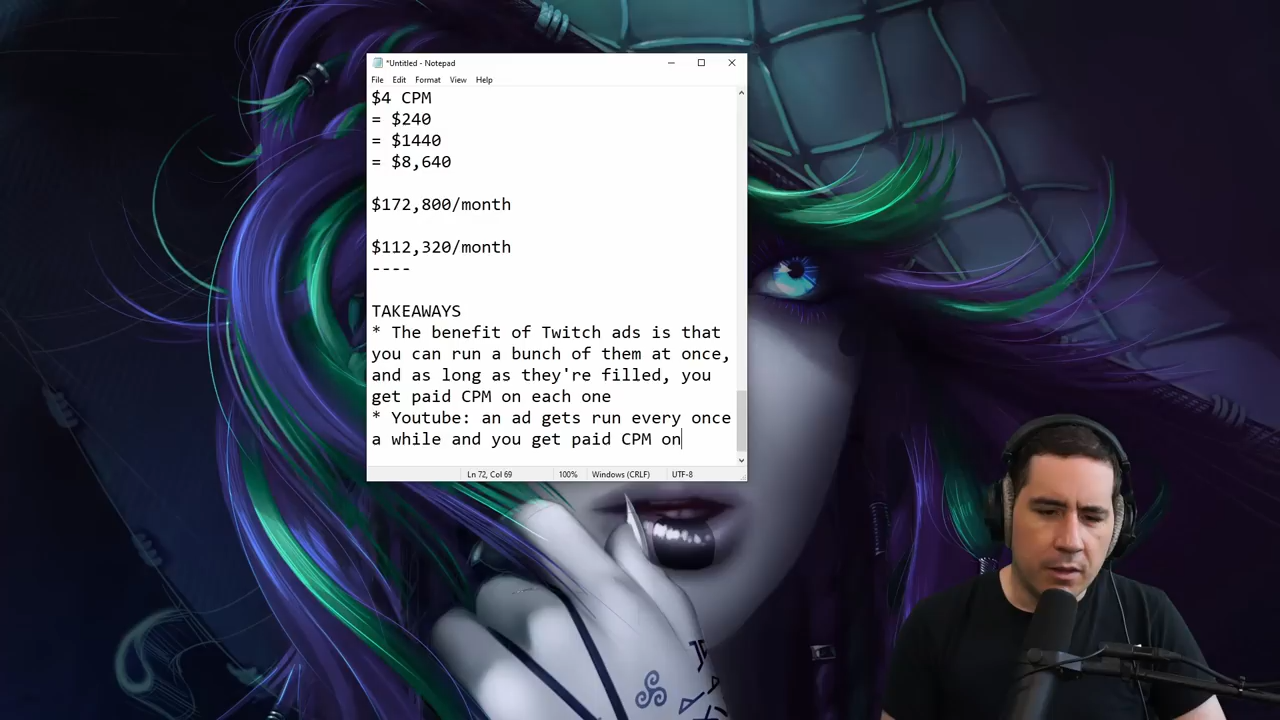 *Untitled - Notepad
File Edit Format View Help
$4 CPM
= $240
= $1440
= $8,640
$172,800/month
$112,320/month
----
TAKEAWAYS
* The benefit of Twitch ads is that
you can run a bunch of them at once,
and as long as they're filled, you
get paid CPM on each one
* Youtube: an ad gets run every once
a while and you get paid CPM on
Ln 72, Col 69 100% Windows (CRLF) UTF-8